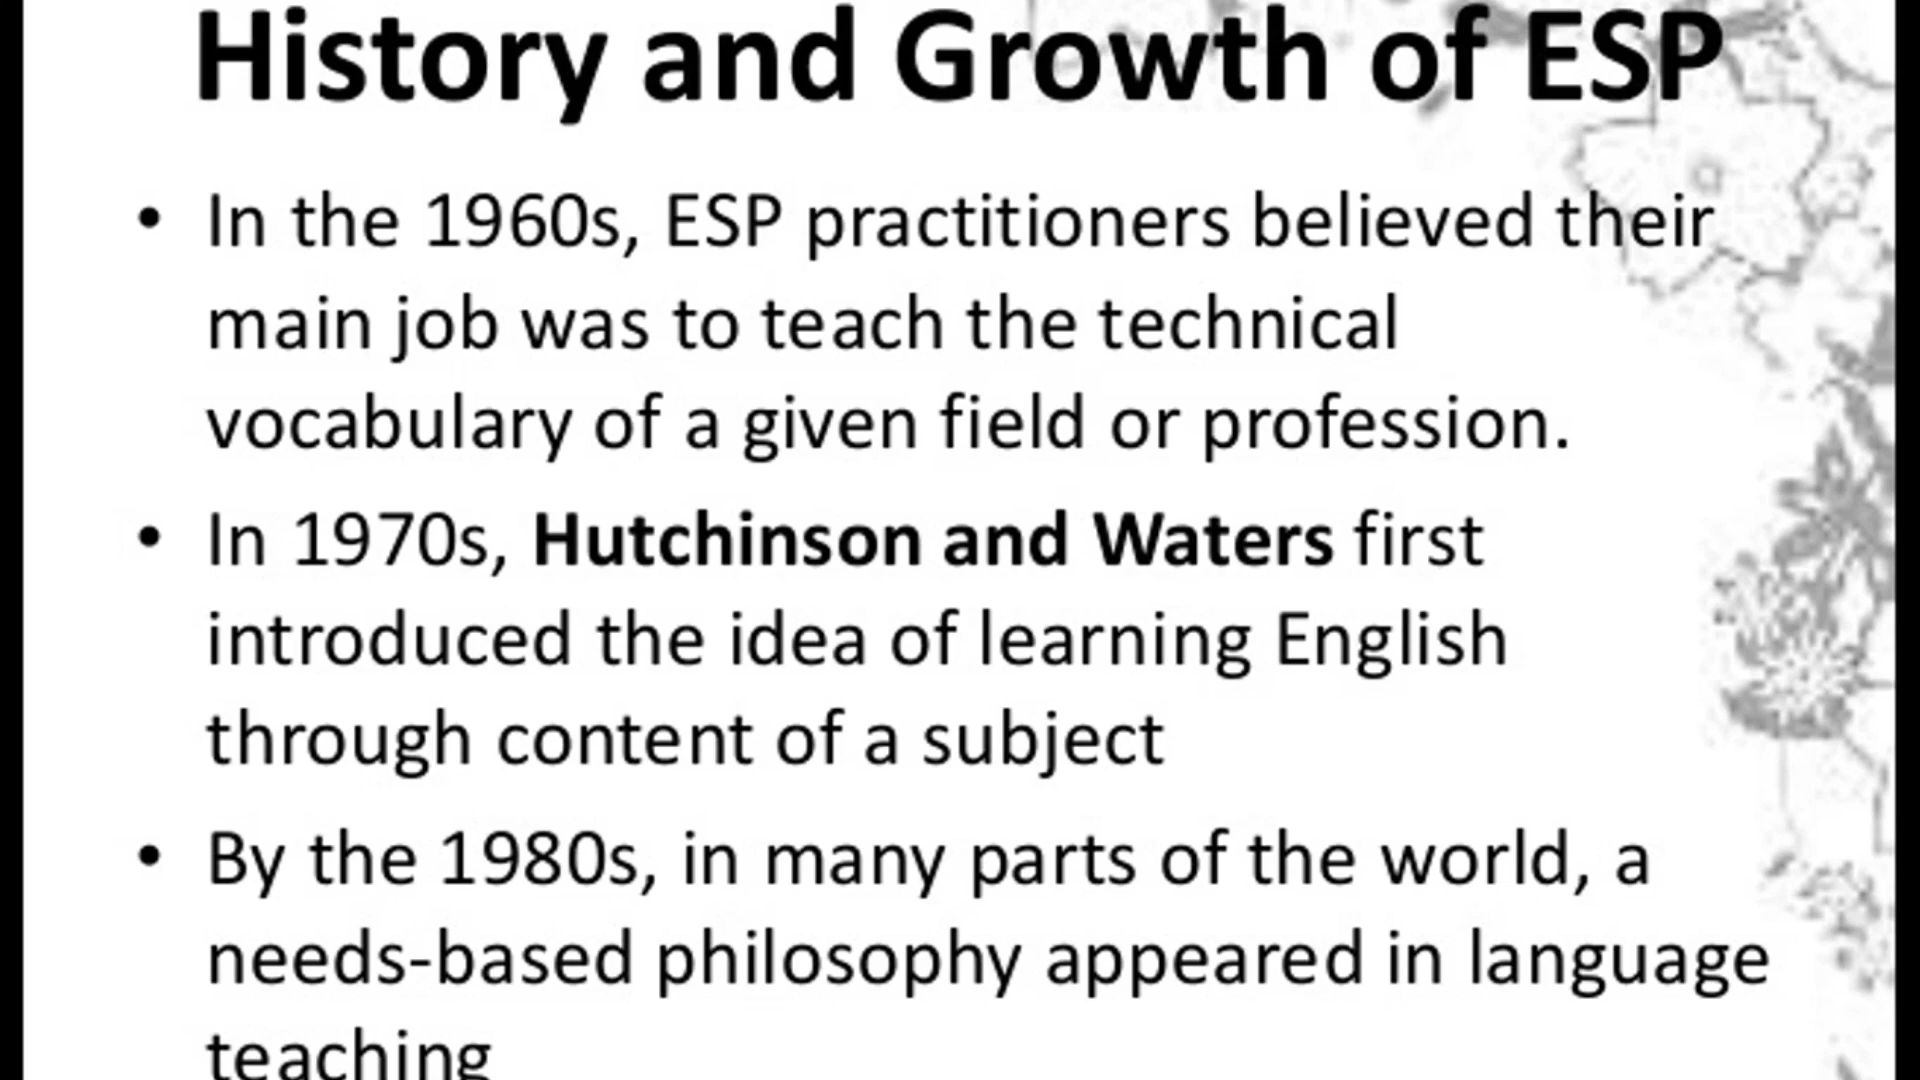 History and Growth of ESP
• In the 1960s, ESP practitioners believed their
main job was to teach the technical
vocabulary of a given field or profession.
• In 1970s, Hutchinson and Waters first
introduced the idea of learning English
through content of a subject
• By the 1980s, in many parts of the world, a
needs-based philosophy appeared in language
teaching